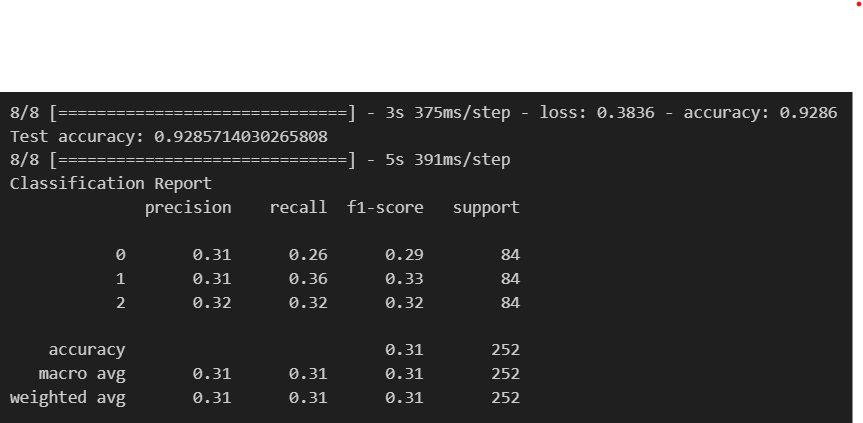 8/8 [==============================] - 3s 375ms/step - loss: 0.3836 - accuracy: 0.9286
Test accuracy: 0.9285714030265808
8/8 [==============================] - 5s 391ms/step
Classification Report
              precision    recall  f1-score   support

           0       0.31      0.26      0.29        84
           1       0.31      0.36      0.33        84
           2       0.32      0.32      0.32        84

    accuracy                           0.31       252
   macro avg       0.31      0.31      0.31       252
weighted avg       0.31      0.31      0.31       252